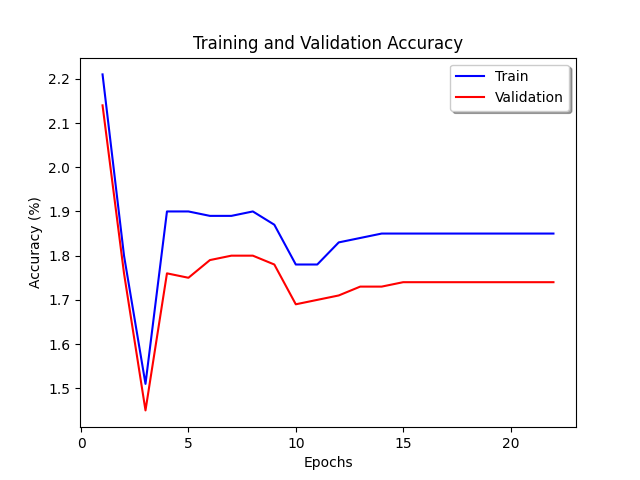 Training and Validation Accuracy
Train
Validation
2.2
2.1
2.0
1.9
1.8
1.7
1.6
1.5
Accuracy (%)
0 5 10 15 20
Epochs